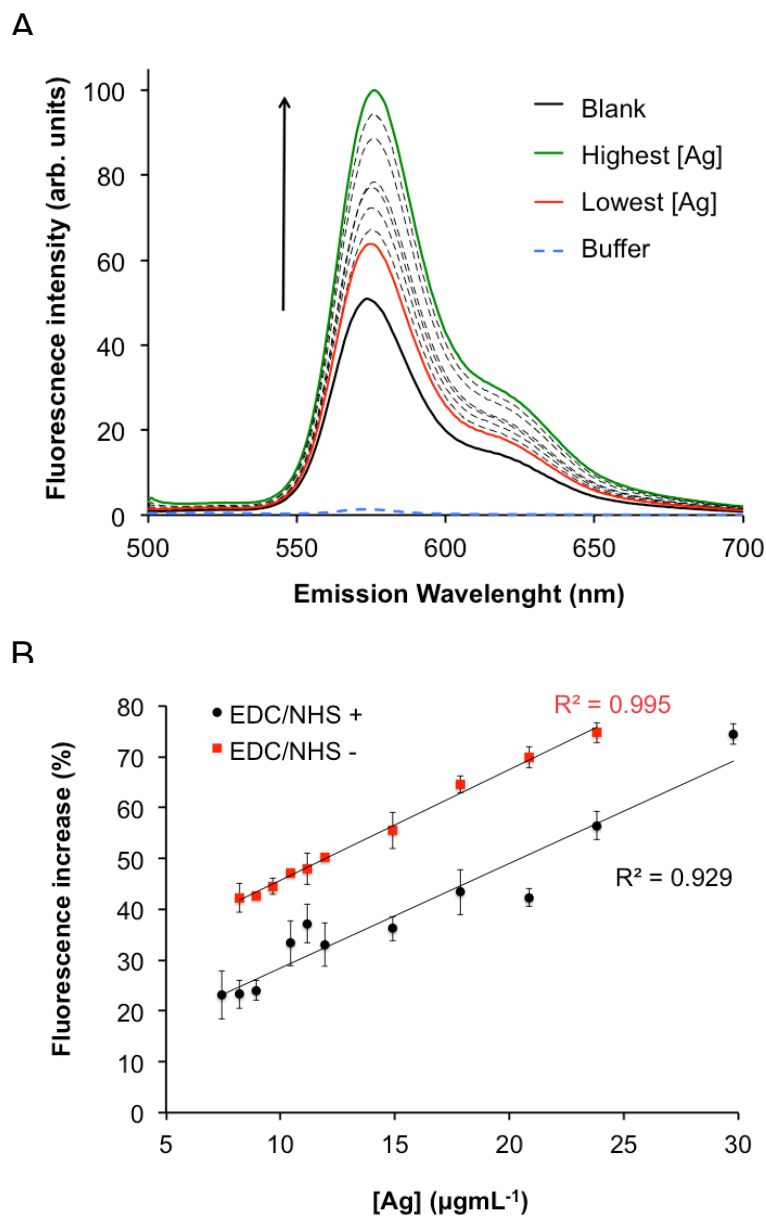 A
Fluorescnece intensity (arb. units)
100
80
60
40
20
0
Blank
Highest [Ag]
Lowest [Ag]
Buffer
500 550 600 650 700
Emission Wavelenght (nm)
B
Fluorescence increase (%)
80
70
60
50
40
30
20
10
0
EDC/NHS +
EDC/NHS -
R² = 0.995
R² = 0.929
5 10 15 20 25 30
[Ag] (µgmL⁻¹)